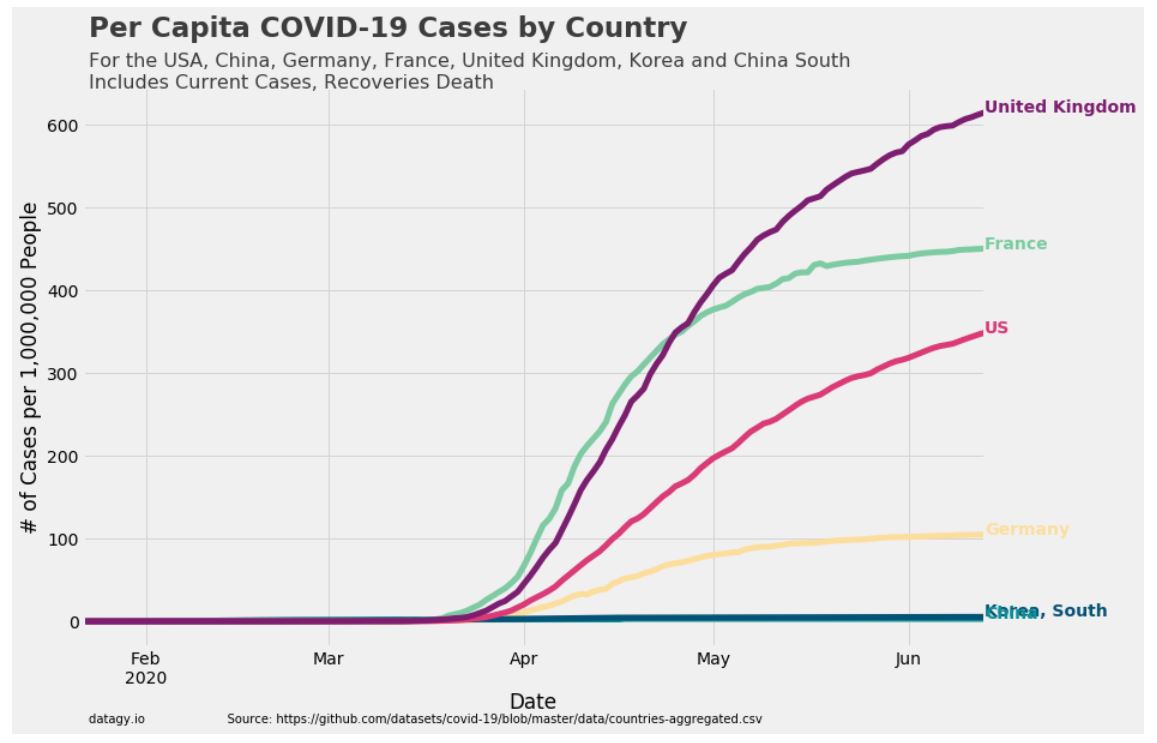 Per Capita COVID-19 Cases by Country
For the USA, China, Germany, France, United Kingdom, Korea and China South
Includes Current Cases, Recoveries Death
# of Cases per 1,000,000 People
600
500
400
300
200
100
0
United Kingdom
France
US
Germany
Korea, South
China
Feb
2020
Mar
Apr
May
Jun
Date
datagy.io
Source: https://github.com/datasets/covid-19/blob/master/data/countries-aggregated.csv